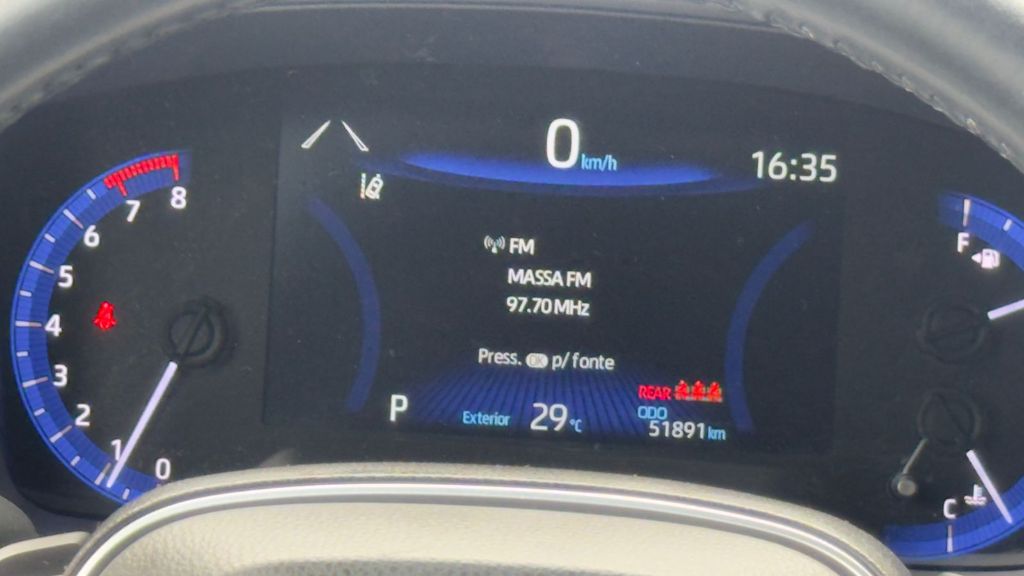 0 km/h
16:35
FM
MASSA FM
97.70 MHz
Press. OK p/ fonte
REAR
P
Exterior 29 °C
ODO
51891 km
8
7
6
5
4
3
2
1
0
F
C